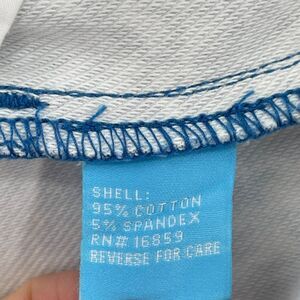 SHELL:
95% COTTON
5% SPANDEX
RN# 16859
REVERSE FOR CARE